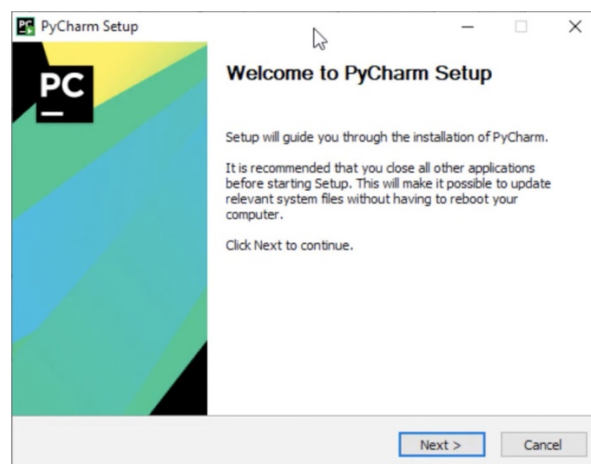 PyCharm Setup
PC
Welcome to PyCharm Setup
Setup will guide you through the installation of PyCharm.
It is recommended that you close all other applications
before starting Setup. This will make it possible to update
relevant system files without having to reboot your
computer.
Click Next to continue.
Next >
Cancel